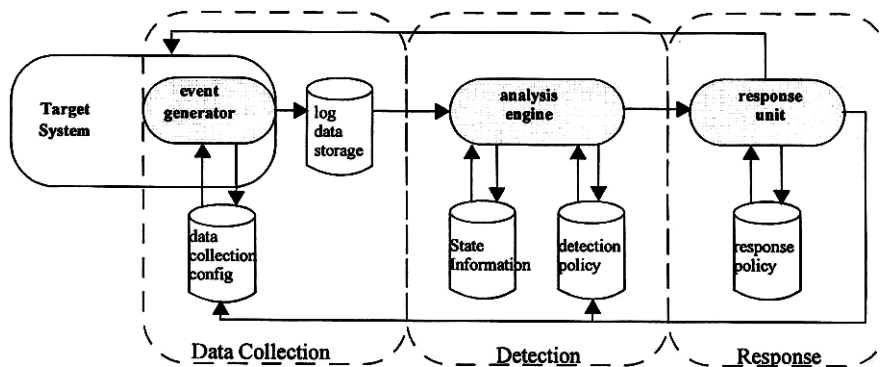 Target
System
event
generator
log
data
storage
analysis
engine
response
unit
data
collection
config
State
Information
detection
policy
response
policy
Data Collection
Detection
Response